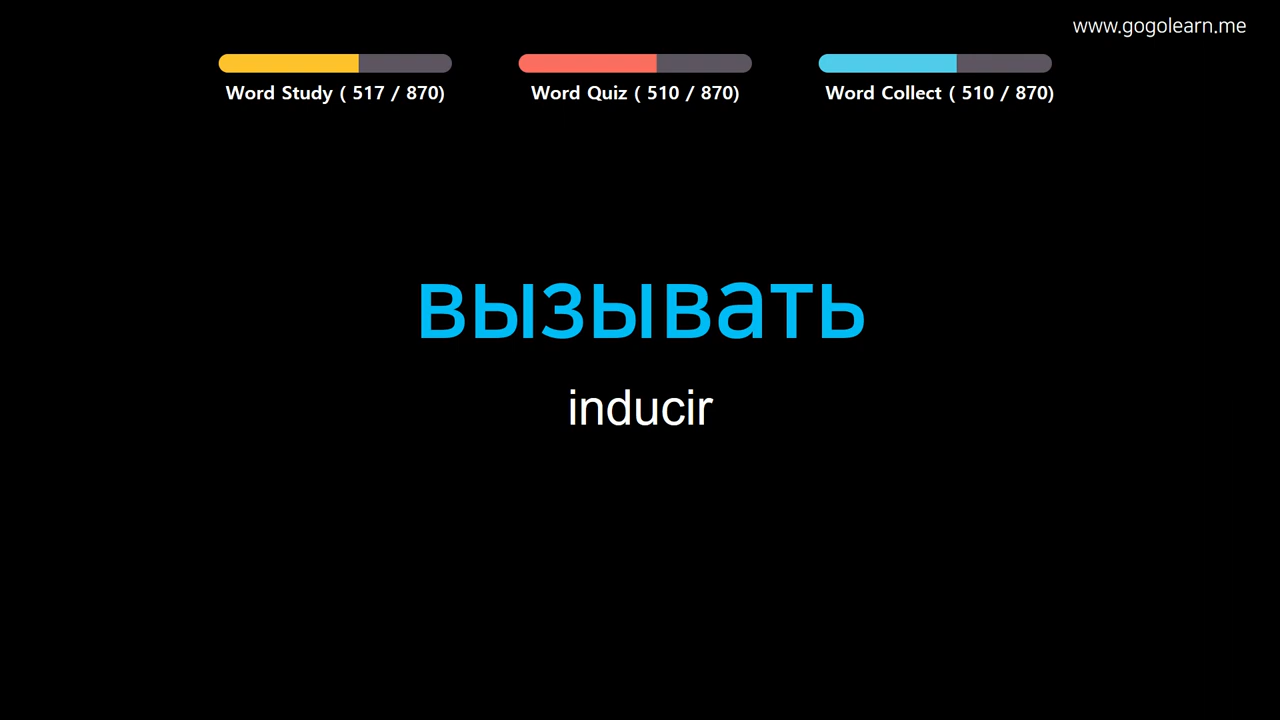 www.gogolearn.me
Word Study ( 517 / 870)
Word Quiz ( 510 / 870)
Word Collect ( 510 / 870)
вызывать
inducir